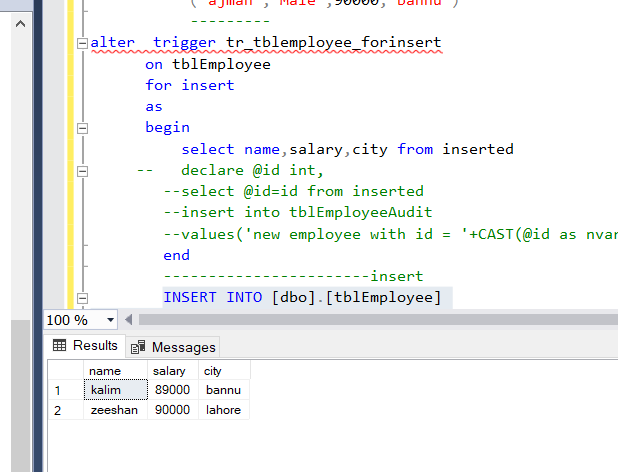 ('ajman','Male',90000,'bannu')
---------
alter  trigger tr_tblemployee_forinsert
on tblEmployee
for insert
as
begin
select name,salary,city from inserted
--   declare @id int,
--select @id=id from inserted
--insert into tblEmployeeAudit
--values('new employee with id = '+CAST(@id as nvar
end
-----------------------insert
INSERT INTO [dbo].[tblEmployee]
100 %
Results Messages
name salary city
1 kalim 89000 bannu
2 zeeshan 90000 lahore